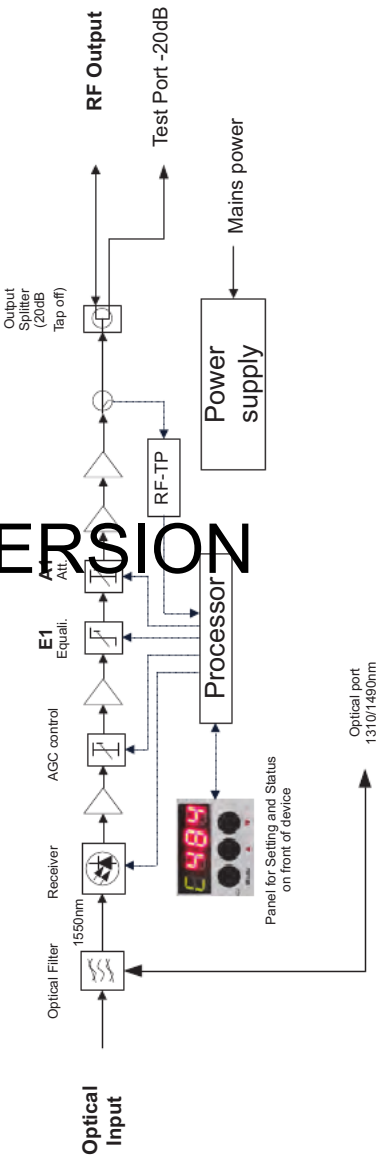 Optical
Input
Optical Filter
1550nm
Receiver
AGC control
E1
Equali.
A1
Att.
Output
Splitter
(20dB
Tap off)
RF Output
Test Port -20dB
RF-TP
Processor
Power
supply
Mains power
E 484
Panel for Setting and Status
on front of device
Optical port
1310/1490nm
ERSION